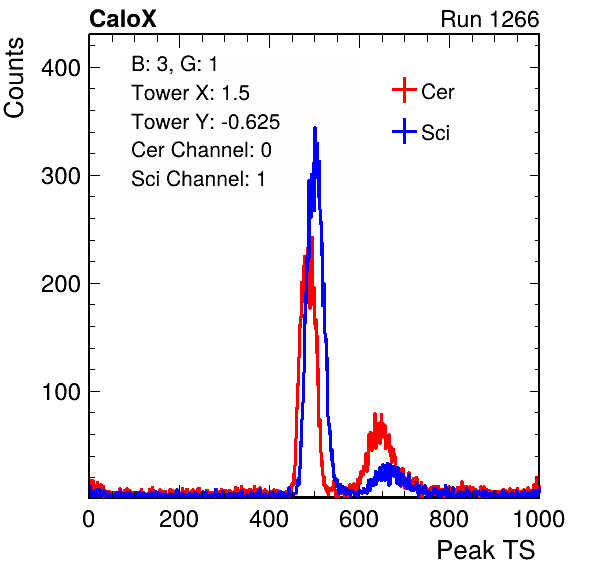 CaloX Run 1266
Counts
400
300
200
100
B: 3, G: 1
Tower X: 1.5
Tower Y: -0.625
Cer Channel: 0
Sci Channel: 1
Cer
Sci
0 200 400 600 800 1000
Peak TS